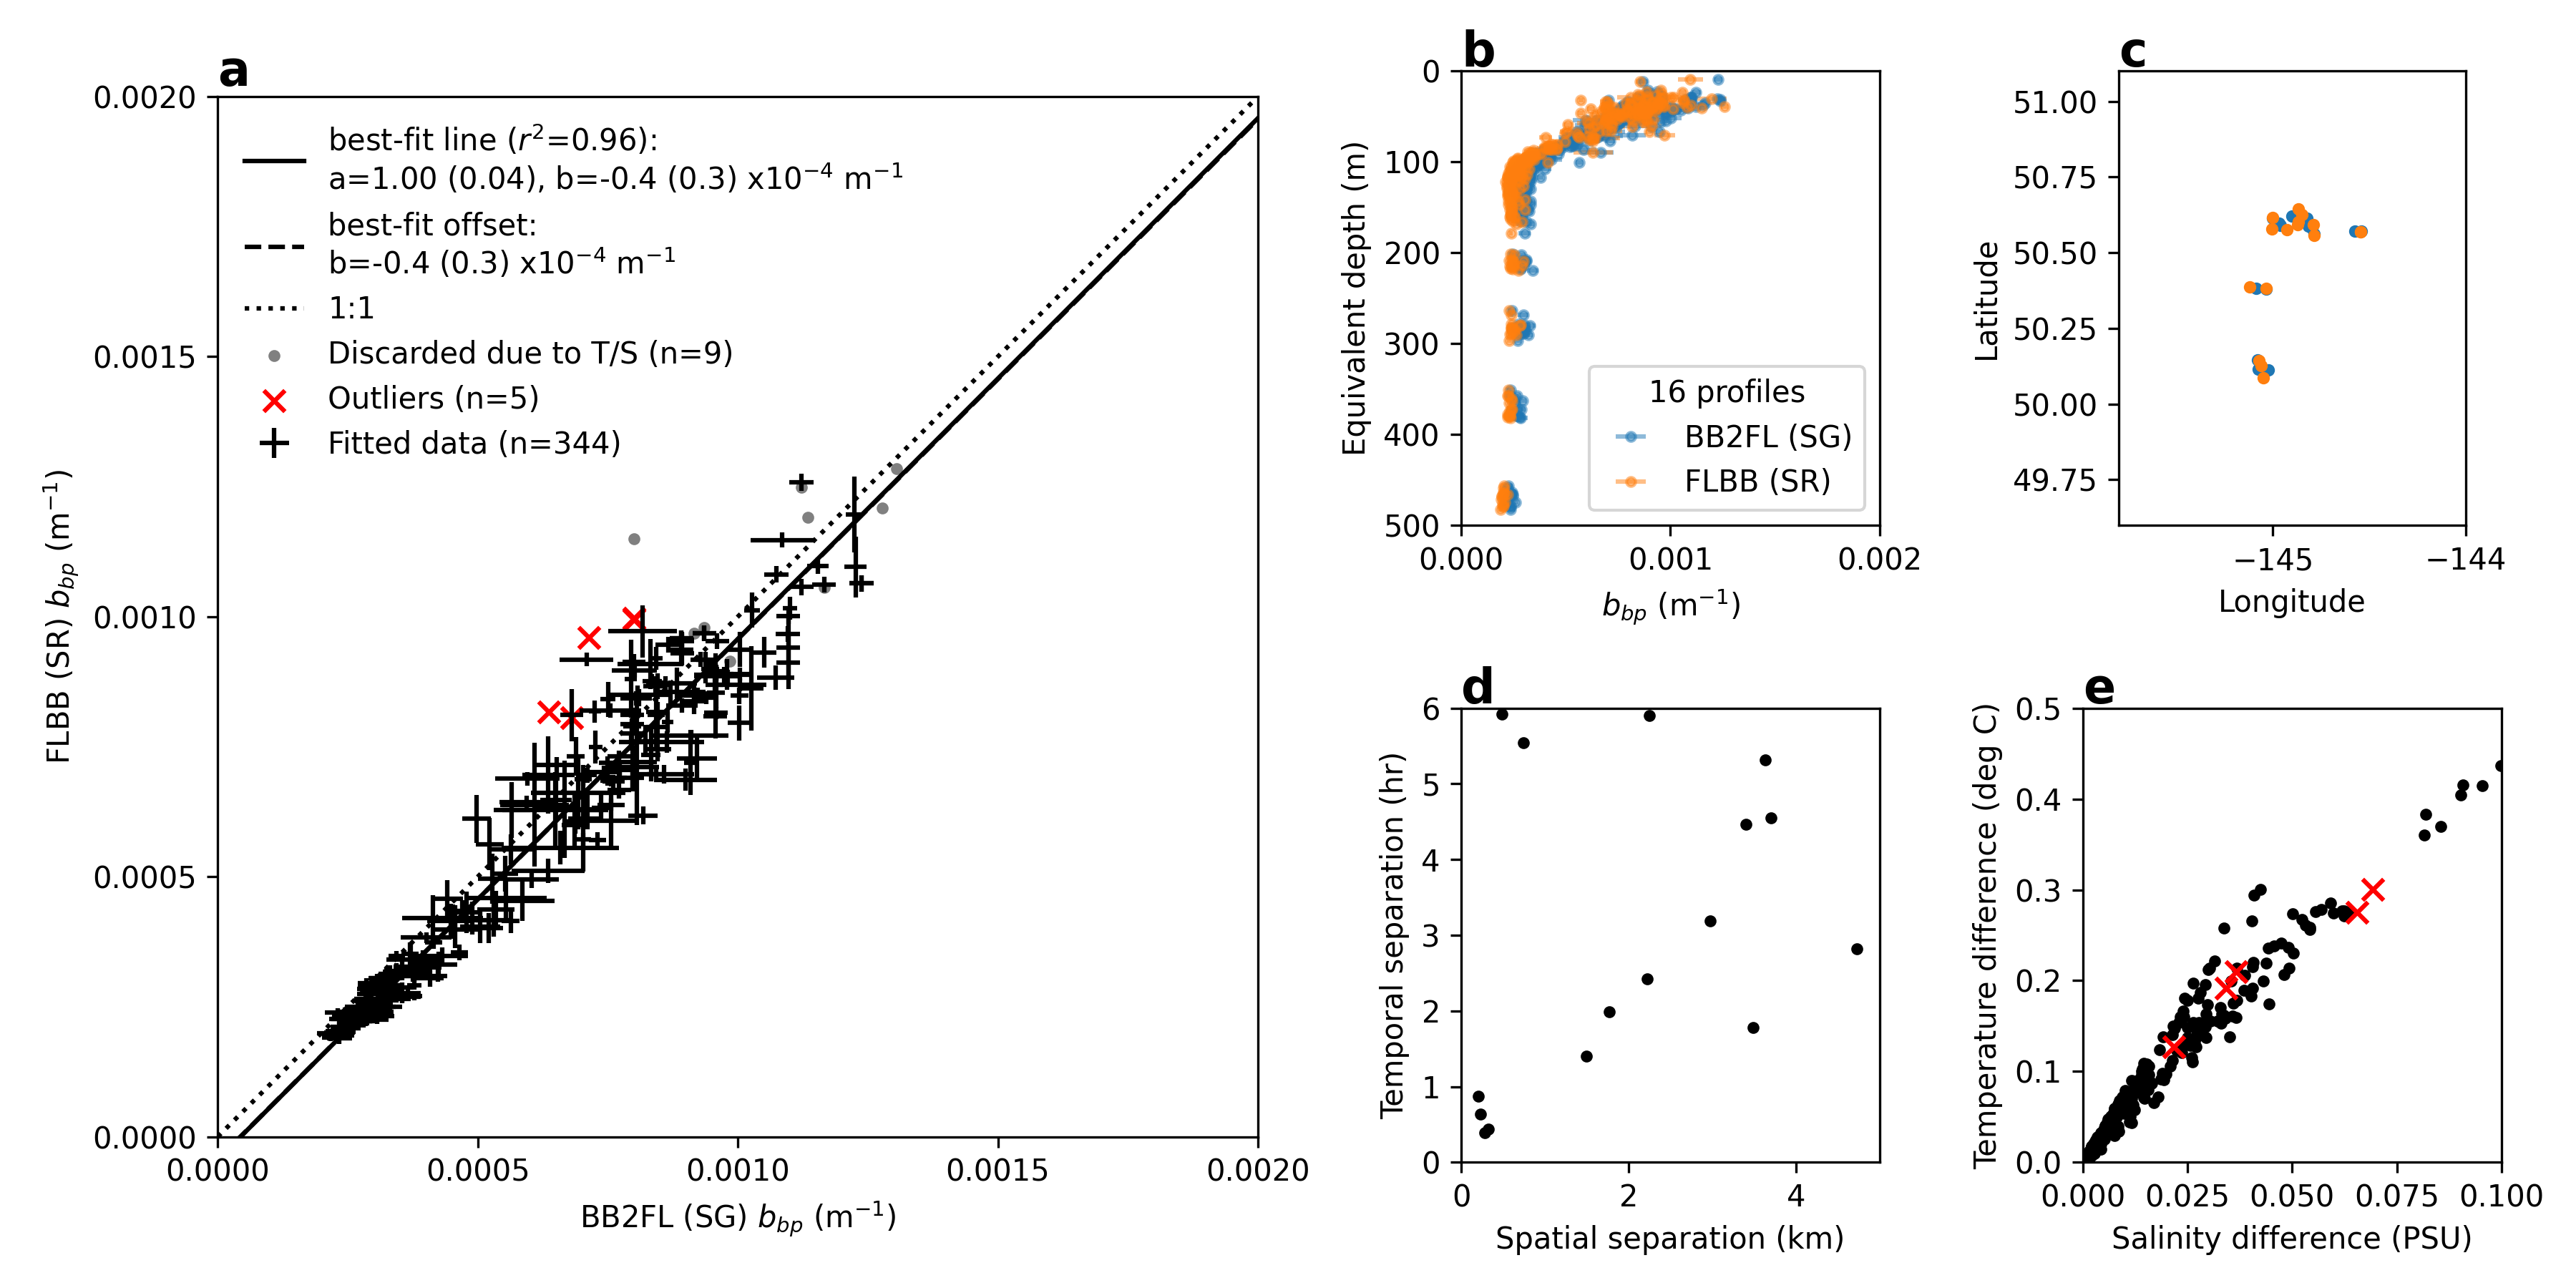 a
0.0020
0.0015
0.0010
0.0005
0.0000
0.0000
0.0005
0.0010
0.0015
0.0020
FLBB (SR) b_bp (m⁻¹)
BB2FL (SG) b_bp (m⁻¹)
best-fit line (r²=0.96):
a=1.00 (0.04), b=-0.4 (0.3) x10⁻⁴ m⁻¹
best-fit offset:
b=-0.4 (0.3) x10⁻⁴ m⁻¹
1:1
Discarded due to T/S (n=9)
Outliers (n=5)
Fitted data (n=344)
b
0
100
200
300
400
500
0.000
0.001
0.002
Equivalent depth (m)
b_bp (m⁻¹)
16 profiles
BB2FL (SG)
FLBB (SR)
c
51.00
50.75
50.50
50.25
50.00
49.75
−145
−144
Latitude
Longitude
d
6
5
4
3
2
1
0
0
2
4
Temporal separation (hr)
Spatial separation (km)
e
0.5
0.4
0.3
0.2
0.1
0.0
0.000
0.025
0.050
0.075
0.100
Temperature difference (deg C)
Salinity difference (PSU)